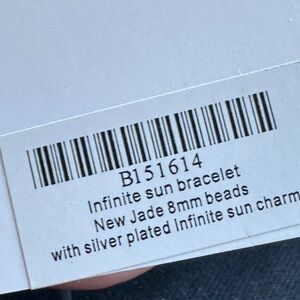 B151614
Infinite sun bracelet
New Jade 8mm beads
with silver plated Infinite sun charm